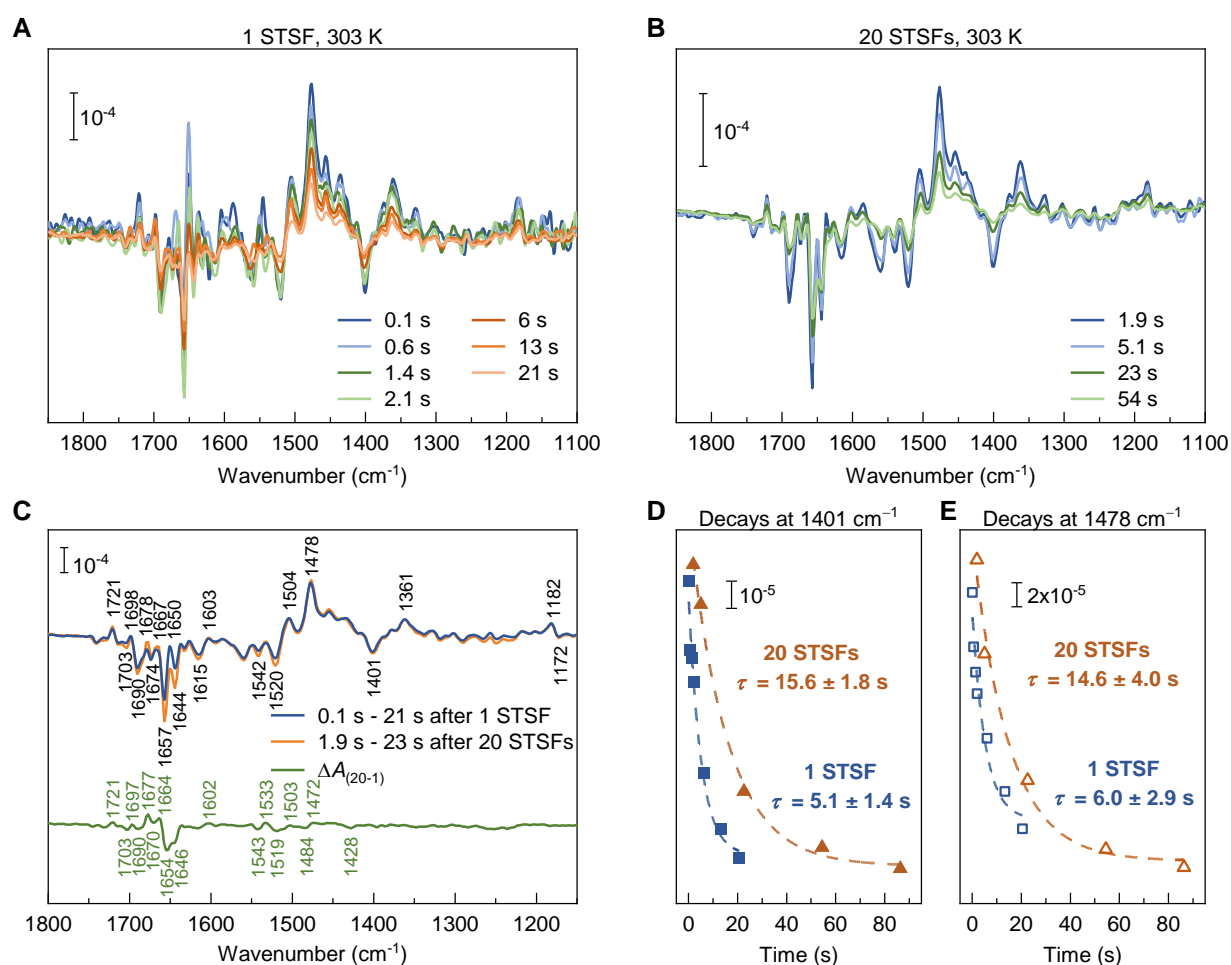 A
1 STSF, 303 K
10⁻⁴
0.1 s
0.6 s
1.4 s
2.1 s
6 s
13 s
21 s
1800 1700 1600 1500 1400 1300 1200 1100
Wavenumber (cm⁻¹)
B
20 STSFs, 303 K
10⁻⁴
1.9 s
5.1 s
23 s
54 s
1800 1700 1600 1500 1400 1300 1200 1100
Wavenumber (cm⁻¹)
C
10⁻⁴
1721 1698 1678 1667 1650 1603 1504 1478 1361 1182
1703 1690 1674 1657 1644 1615 1542 1520 1401 1172
0.1 s - 21 s after 1 STSF
1.9 s - 23 s after 20 STSFs
ΔA(20-1)
1721 1697 1677 1664 1602 1533 1503 1472
1703 1690 1670 1654 1646 1543 1519 1484 1428
1800 1700 1600 1500 1400 1300 1200
Wavenumber (cm⁻¹)
D
Decays at 1401 cm⁻¹
10⁻⁵
20 STSFs
τ = 15.6 ± 1.8 s
1 STSF
τ = 5.1 ± 1.4 s
0 20 40 60 80
Time (s)
E
Decays at 1478 cm⁻¹
2x10⁻⁵
20 STSFs
τ = 14.6 ± 4.0 s
1 STSF
τ = 6.0 ± 2.9 s
0 20 40 60 80
Time (s)